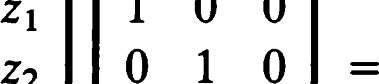 z₁ | | 1 0 0 |
z₂ | | 0 1 0 | =